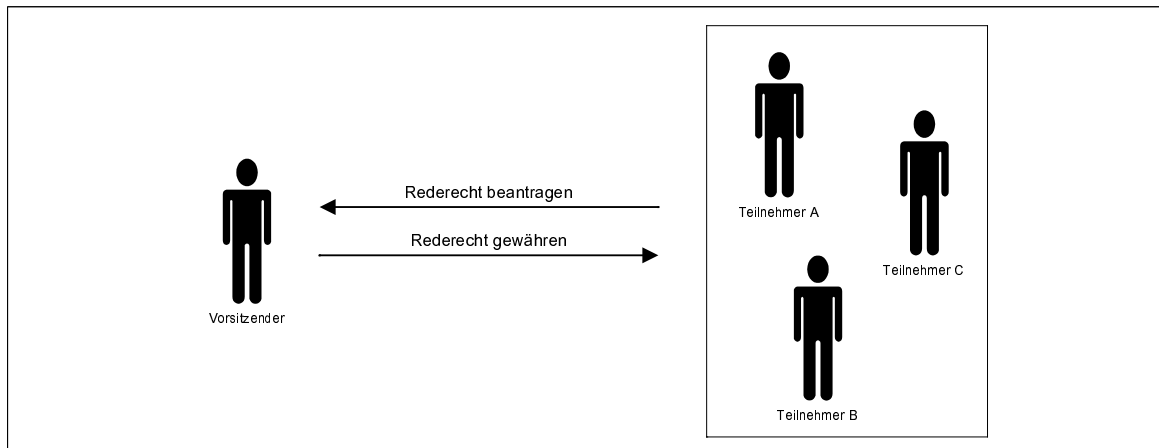 Rederecht beantragen
Rederecht gewähren
Vorsitzender
Teilnehmer A
Teilnehmer C
Teilnehmer B